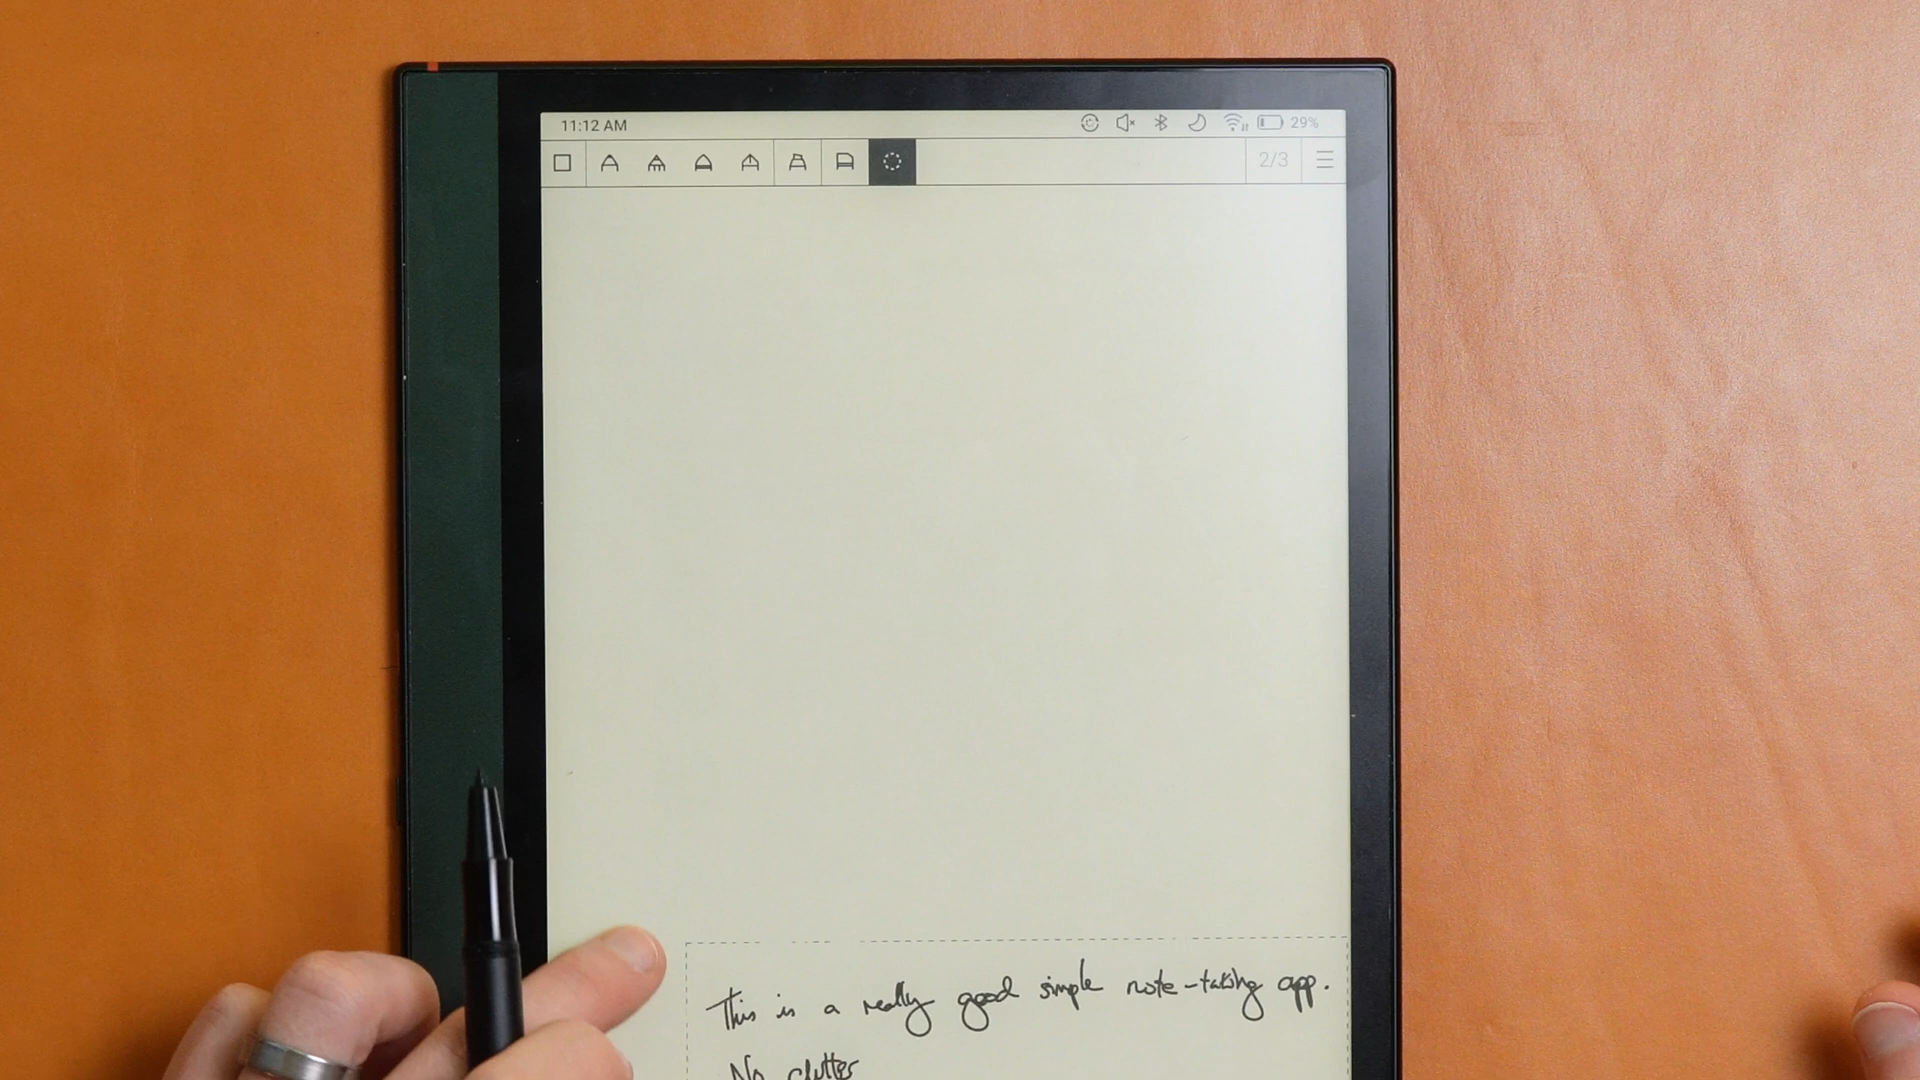 11:12 AM
29%
2/3
This is a really good simple note-taking app.
No clutter